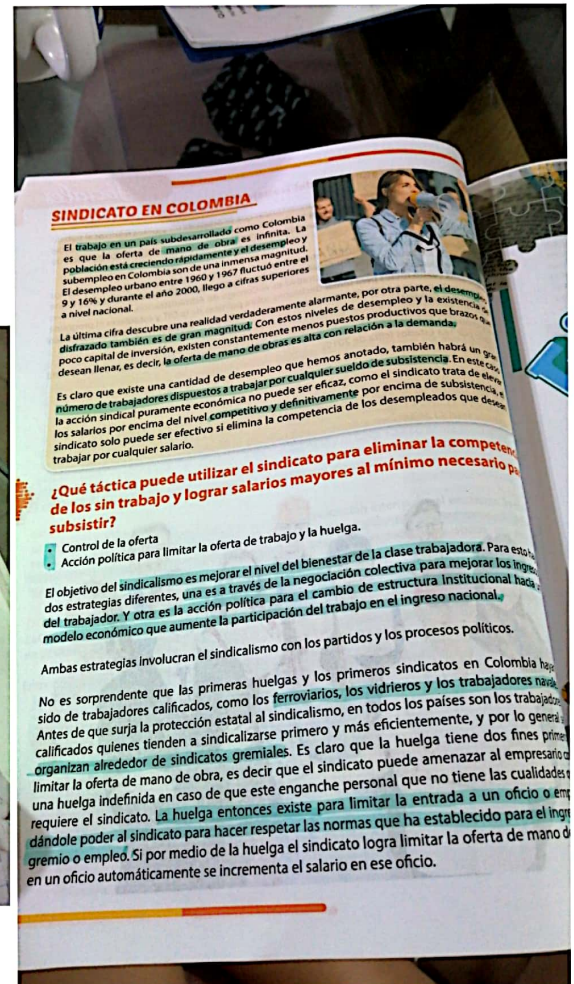 SINDICATO EN COLOMBIA
El trabajo en un país subdesarrollado como Colombia
es que la oferta de mano de obra es infinita. La
población está creciendo rápidamente y el desempleo y
subempleo en Colombia son de una inmensa magnitud.
El desempleo urbano entre 1960 y 1967 fluctuó entre el
9 y 16% y durante el año 2000, llego a cifras superiores
a nivel nacional.
La última cifra descubre una realidad verdaderamente alarmante, por otra parte, el desempleo
disfrazado también es de gran magnitud. Con estos niveles de desempleo y la existencia de
poco capital de inversión, existen constantemente menos puestos productivos que brazos que
desean llenar, es decir, la oferta de mano de obras es alta con relación a la demanda.
Es claro que existe una cantidad de desempleo que hemos anotado, también habrá un gran
número de trabajadores dispuestos a trabajar por cualquier sueldo de subsistencia. En este caso
la acción sindical puramente económica no puede ser eficaz, como el sindicato trata de elevar
los salarios por encima del nivel competitivo y definitivamente por encima de subsistencia, e
sindicato solo puede ser efectivo si elimina la competencia de los desempleados que desean
trabajar por cualquier salario.
¿Qué táctica puede utilizar el sindicato para eliminar la competen
de los sin trabajo y lograr salarios mayores al mínimo necesario pa
subsistir?
• Control de la oferta
• Acción política para limitar la oferta de trabajo y la huelga.
El objetivo del sindicalismo es mejorar el nivel del bienestar de la clase trabajadora. Para esto
dos estrategias diferentes, una es a través de la negociación colectiva para mejorar los ingreso
del trabajador. Y otra es la acción política para el cambio de estructura Institucional hacia
modelo económico que aumente la participación del trabajo en el ingreso nacional.
Ambas estrategias involucran el sindicalismo con los partidos y los procesos políticos.
No es sorprendente que las primeras huelgas y los primeros sindicatos en Colombia hay
sido de trabajadores calificados, como los ferroviarios, los vidrieros y los trabajadores navale
Antes de que surja la protección estatal al sindicalismo, en todos los países son los trabajadore
calificados quienes tienden a sindicalizarse primero y más eficientemente, y por lo general
organizan alrededor de sindicatos gremiales. Es claro que la huelga tiene dos fines primer
limitar la oferta de mano de obra, es decir que el sindicato puede amenazar al empresario c
una huelga indefinida en caso de que este enganche personal que no tiene las cualidades q
requiere el sindicato. La huelga entonces existe para limitar la entrada a un oficio o emp
dándole poder al sindicato para hacer respetar las normas que ha establecido para el ingre
gremio o empleo. Si por medio de la huelga el sindicato logra limitar la oferta de mano d
en un oficio automáticamente se incrementa el salario en ese oficio.